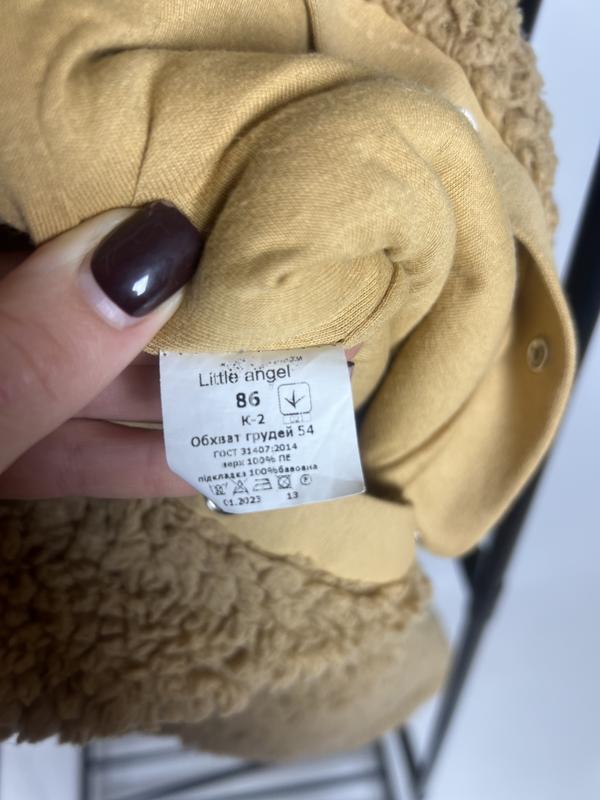 Little angel
86
К-2
Обхват грудей 54
ГОСТ 31407:2014
верх 100% ПЕ
підкладка 100%бавовна
01.2023 13